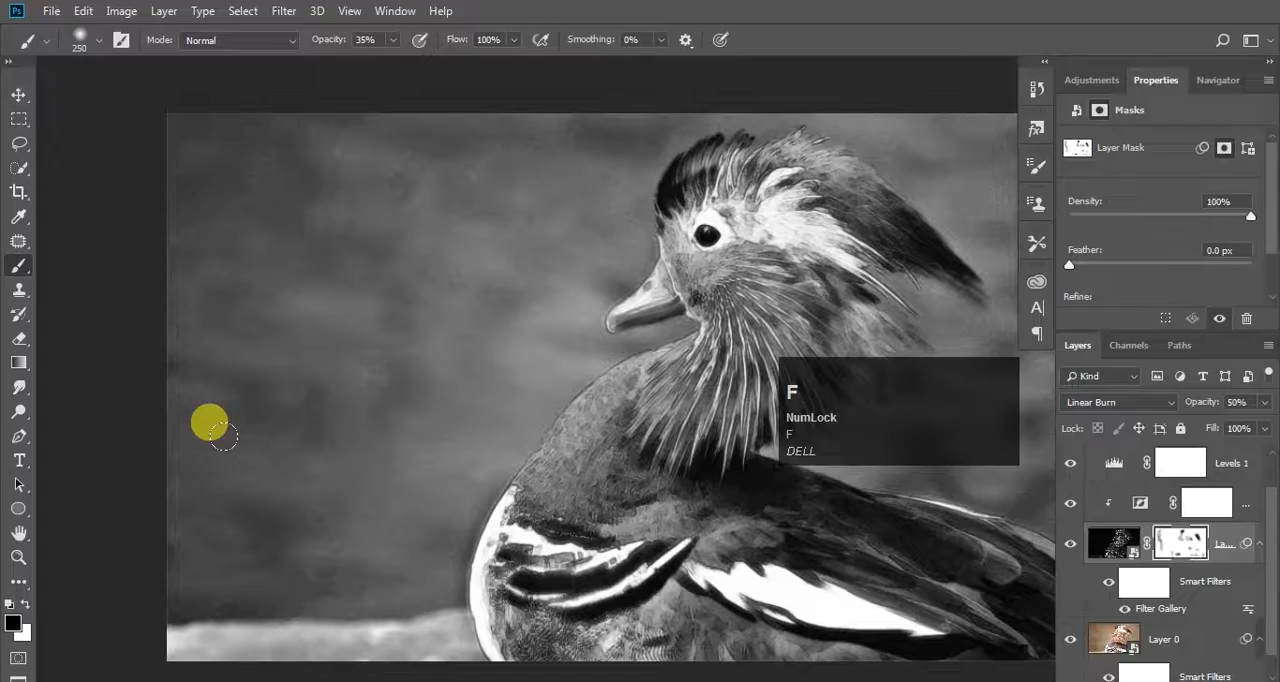 Ps File Edit Image Layer Type Select Filter 3D View Window Help
250 Mode: Normal Opacity: 35% Flow: 100% Smoothing: 0%
Adjustments Properties Navigator
Masks
Layer Mask
Density: 100%
Feather: 0.0 px
Refine:
Layers Channels Paths
Kind
Linear Burn Opacity: 50%
Lock: Fill: 100%
Levels 1
...
La...
Smart Filters
Filter Gallery
Layer 0
Smart Filters
F
NumLock
F
DELL